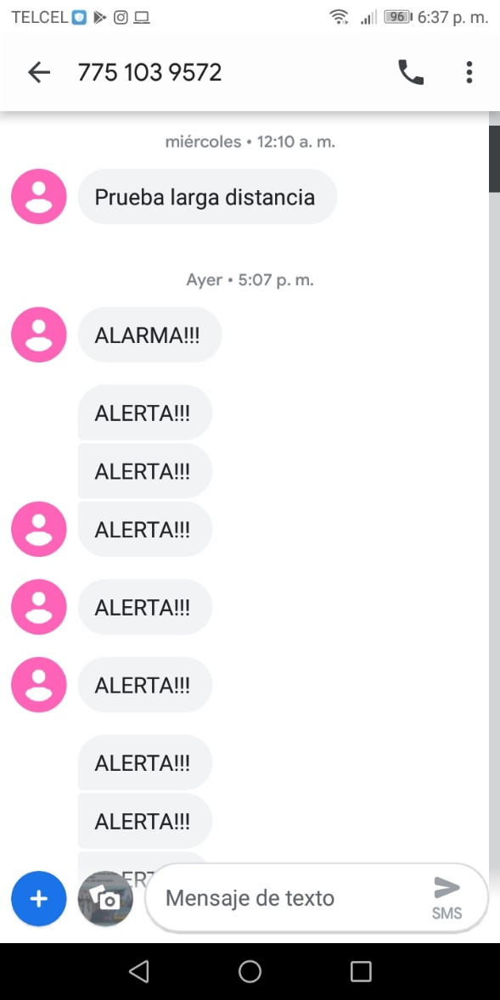 TELCEL
96 6:37 p. m.
775 103 9572
miércoles • 12:10 a. m.
Prueba larga distancia
Ayer • 5:07 p. m.
ALARMA!!!
ALERTA!!!
ALERTA!!!
ALERTA!!!
ALERTA!!!
ALERTA!!!
ALERTA!!!
ALERTA!!!
Mensaje de texto
SMS